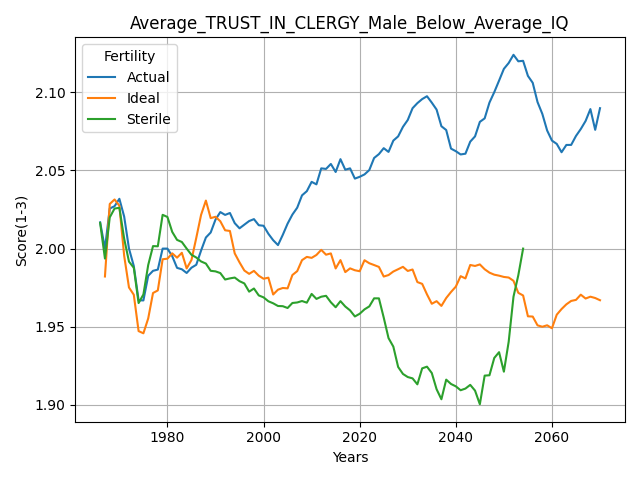 Average_TRUST_IN_CLERGY_Male_Below_Average_IQ
Fertility
Actual
Ideal
Sterile
Score(1-3)
2.10
2.05
2.00
1.95
1.90
1980
2000
2020
2040
2060
Years